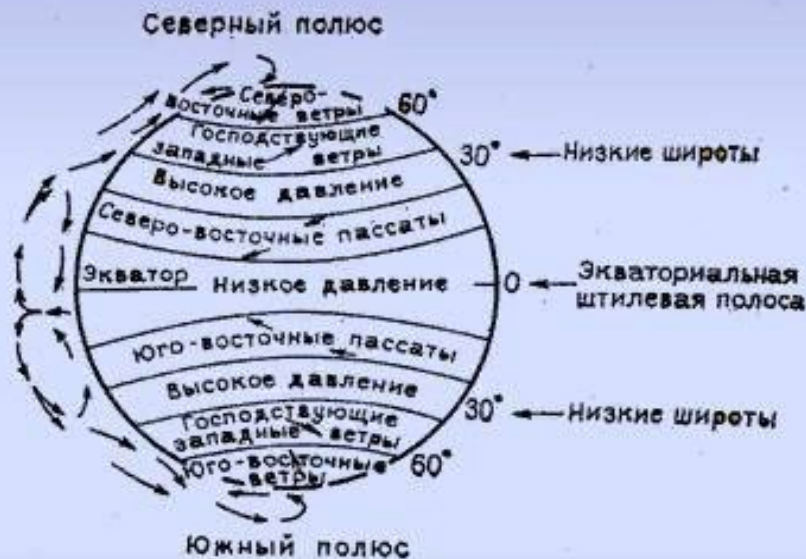 Северный полюс
Северо-
восточные ветры
60°
Господствующие
западные ветры
30°
Низкие широты
Высокое давление
Северо-восточные пассаты
Экватор
Низкое давление
0
Экваториальная
штилевая полоса
Юго-восточные пассаты
Высокое давление
30°
Низкие широты
Господствующие
западные ветры
60°
Юго-восточные
ветры
Южный полюс